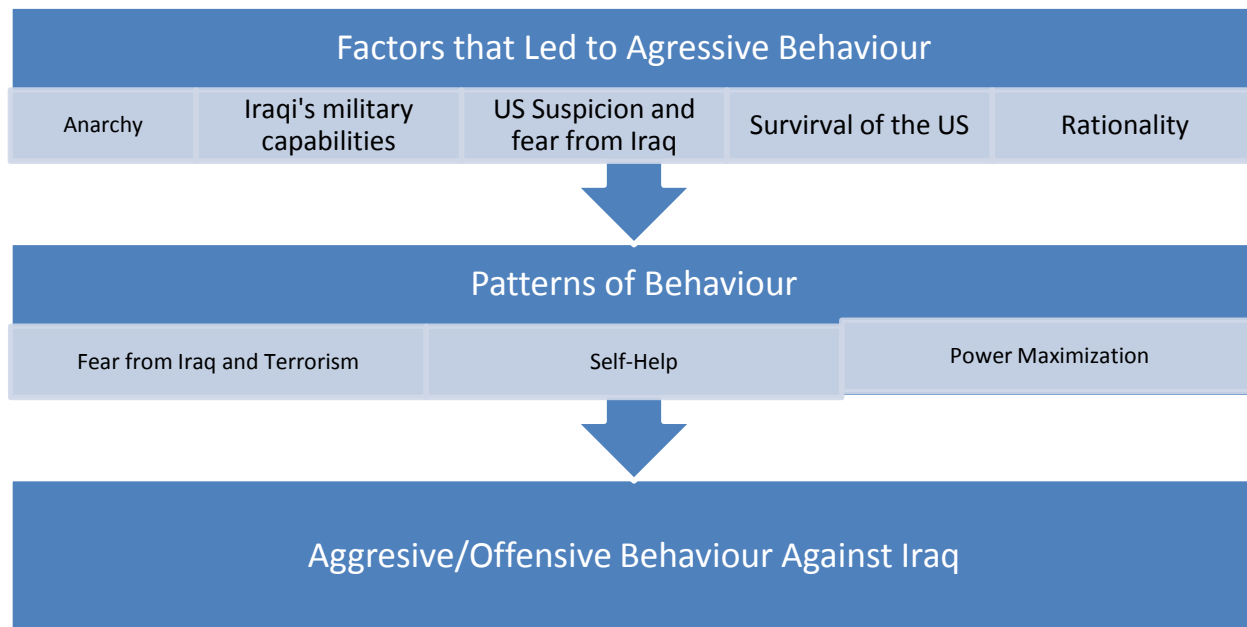 Factors that Led to Agressive Behaviour
Anarchy
Iraqi's military
capabilities
US Suspicion and
fear from Iraq
Survirval of the US
Rationality
Patterns of Behaviour
Fear from Iraq and Terrorism
Self-Help
Power Maximization
Aggresive/Offensive Behaviour Against Iraq